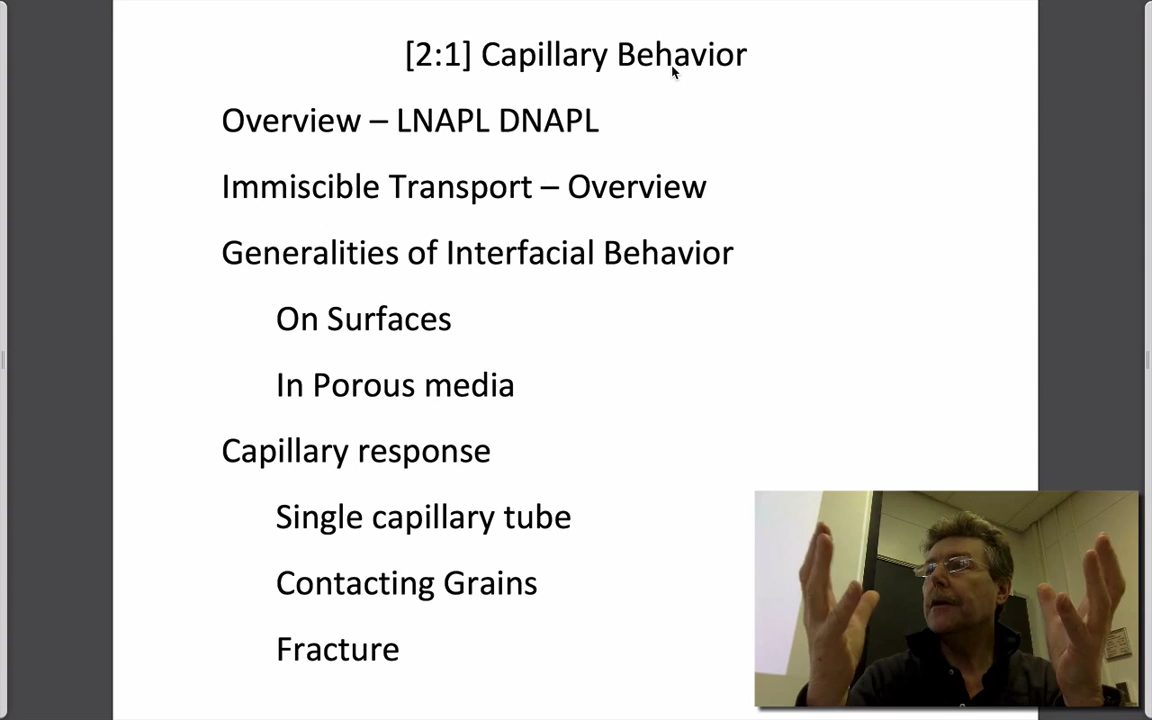 [2:1] Capillary Behavior
Overview – LNAPL DNAPL
Immiscible Transport – Overview
Generalities of Interfacial Behavior
On Surfaces
In Porous media
Capillary response
Single capillary tube
Contacting Grains
Fracture